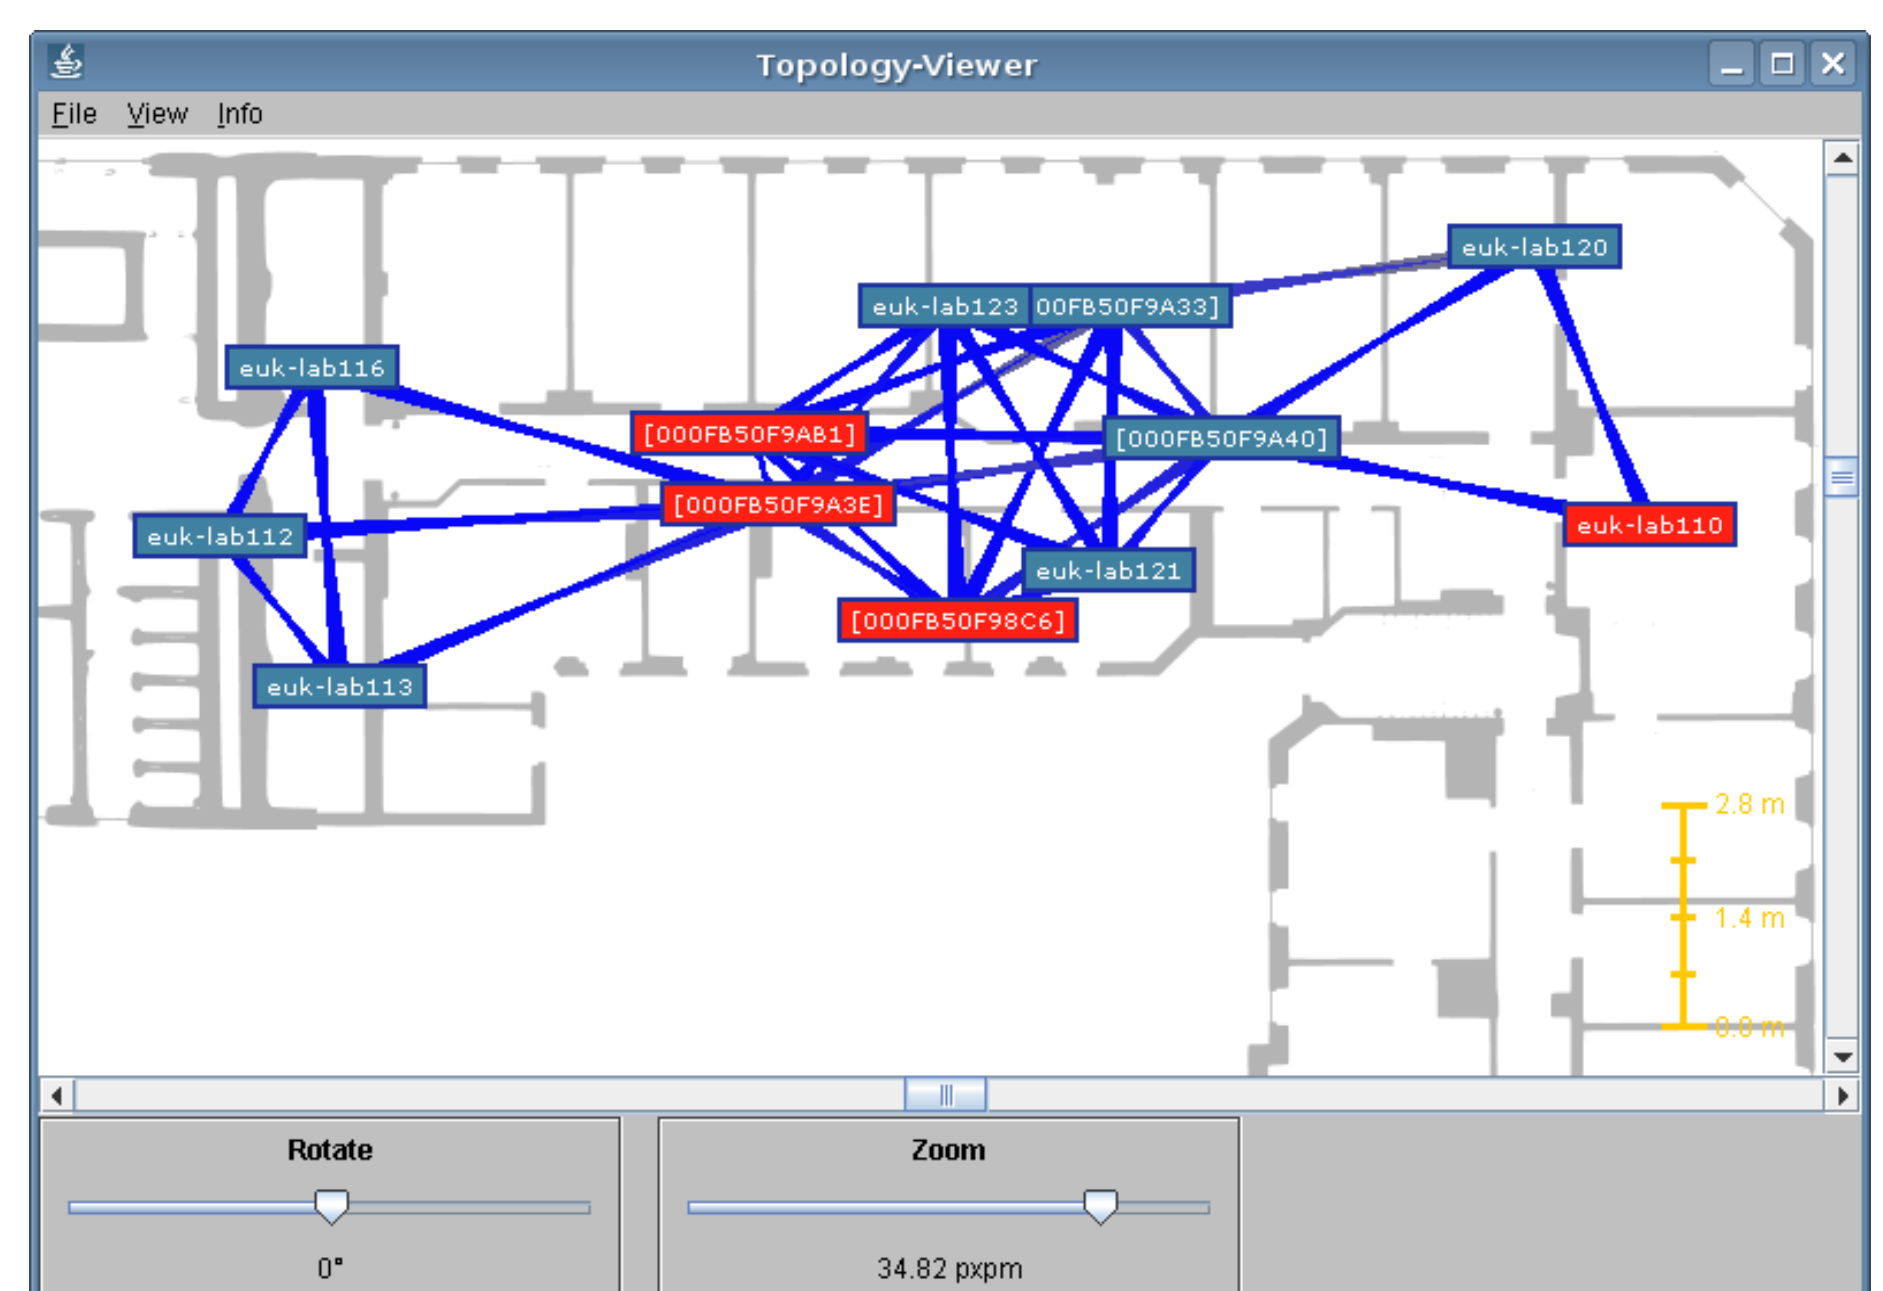 Topology-Viewer
File View Info
euk-lab120
euk-lab123
00FB50F9A33]
euk-lab116
[000FB50F9AB1]
[000FB50F9A40]
[000FB50F9A3E]
euk-lab110
euk-lab112
euk-lab121
[000FB50F98C6]
euk-lab113
2.8 m
1.4 m
0.0 m
Rotate
Zoom
0°
34.82 pxpm